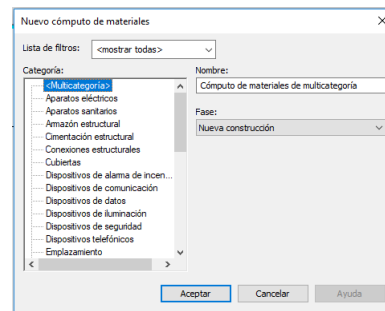 Nuevo cómputo de materiales
Lista de filtros: <mostrar todas>
Categoría:
<Multicategoría>
Aparatos eléctricos
Aparatos sanitarios
Armazón estructural
Cimentación estructural
Conexiones estructurales
Cubiertas
Dispositivos de alarma de incen...
Dispositivos de comunicación
Dispositivos de datos
Dispositivos de iluminación
Dispositivos de seguridad
Dispositivos telefónicos
Emplazamiento
Nombre:
Cómputo de materiales de multicategoría
Fase:
Nueva construcción
Aceptar Cancelar Ayuda